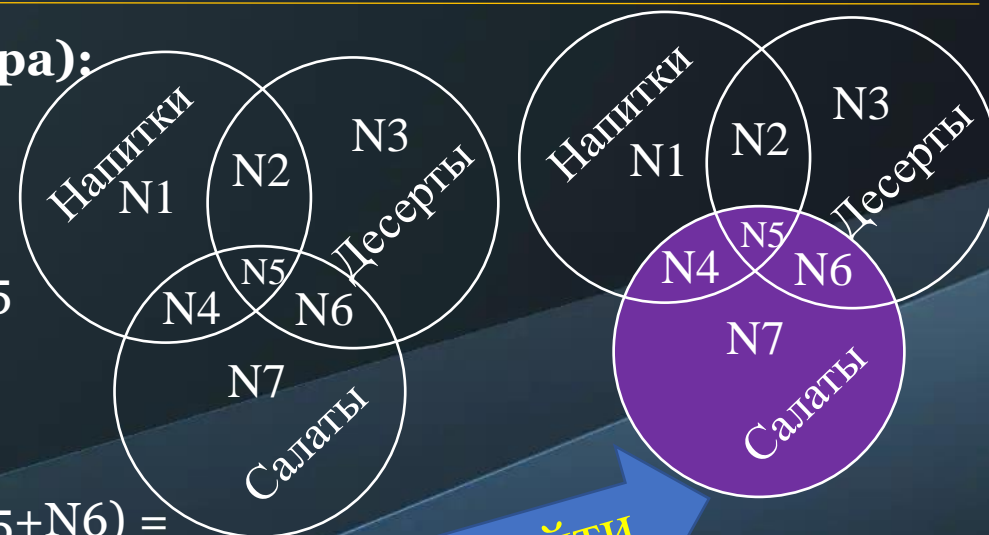 ра):
Напитки
N1
N2
N3
Десерты
N5
N4
N6
N7
Салаты
Напитки
N1
N2
N3
Десерты
N5
N4
N6
N7
Салаты
5
5+N6) =
йти